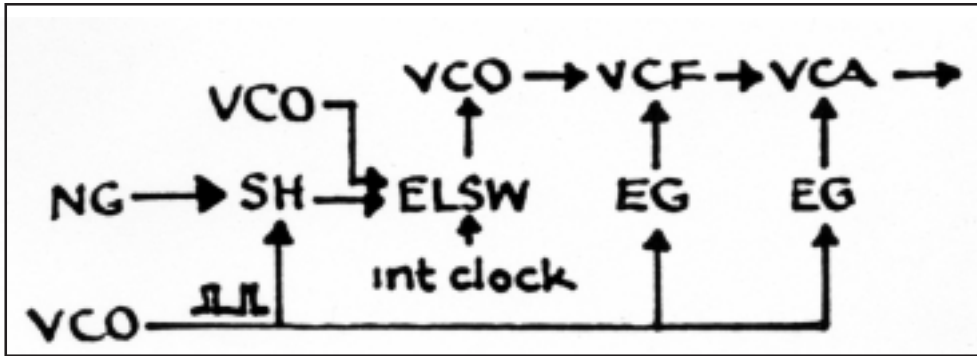 VCO VCF VCA
VCO
NG SH ELSW EG EG
int clock
VCO